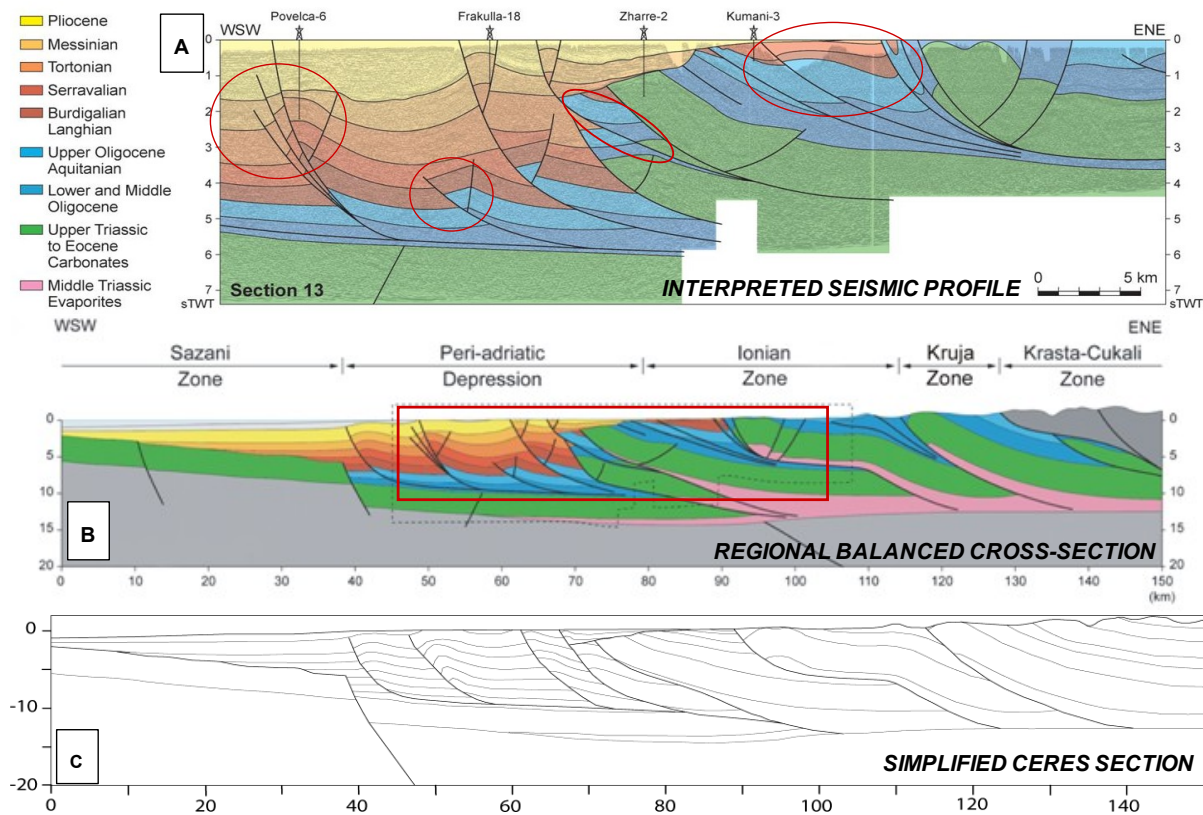 Pliocene
Messinian
Tortonian
Serravalian
Burdigalian
Langhian
Upper Oligocene
Aquitanian
Lower and Middle
Oligocene
Upper Triassic
to Eocene
Carbonates
Middle Triassic
Evaporites
A
Povelca-6 Frakulla-18 Zharre-2 Kumani-3
WSW ENE
0 0
1 1
2 2
3 3
4 4
5 5
6 6
7 7
sTWT sTWT
Section 13
INTERPRETED SEISMIC PROFILE
0 5 km
WSW ENE
Sazani Peri-adriatic Ionian Kruja Krasta-Cukali
Zone Depression Zone Zone Zone
0 0
5 5
10 10
15 15
20 20
B
REGIONAL BALANCED CROSS-SECTION
0 10 20 30 40 50 60 70 80 90 100 110 120 130 140 150
(km)
0
-10
-20
C
SIMPLIFIED CERES SECTION
0 20 40 60 80 100 120 140